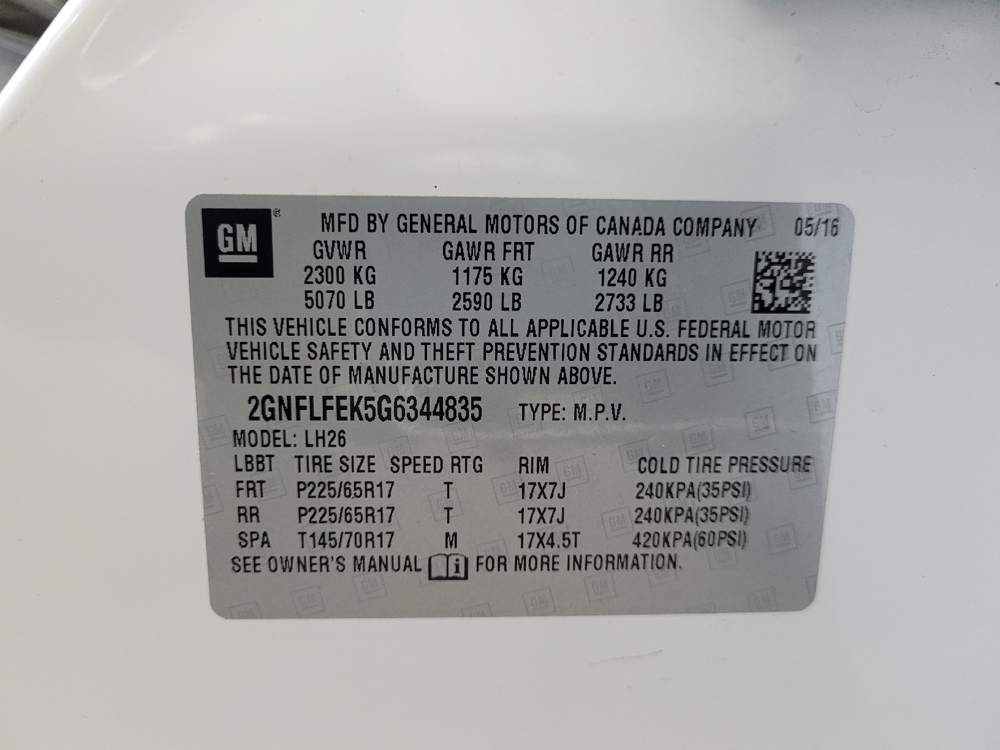 GM
MFD BY GENERAL MOTORS OF CANADA COMPANY 05/16
GVWR GAWR FRT GAWR RR
2300 KG 1175 KG 1240 KG
5070 LB 2590 LB 2733 LB
THIS VEHICLE CONFORMS TO ALL APPLICABLE U.S. FEDERAL MOTOR
VEHICLE SAFETY AND THEFT PREVENTION STANDARDS IN EFFECT ON
THE DATE OF MANUFACTURE SHOWN ABOVE.
2GNFLFEK5G6344835 TYPE: M.P.V.
MODEL: LH26
LBBT TIRE SIZE SPEED RTG RIM COLD TIRE PRESSURE
FRT P225/65R17 T 17X7J 240KPA(35PSI)
RR P225/65R17 T 17X7J 240KPA(35PSI)
SPA T145/70R17 M 17X4.5T 420KPA(60PSI)
SEE OWNER'S MANUAL i FOR MORE INFORMATION.